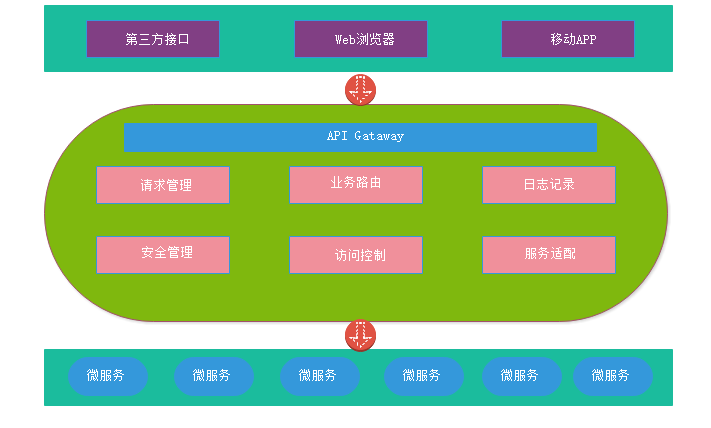 第三方接口
Web浏览器
移动APP
API Gataway
请求管理
业务路由
日志记录
安全管理
访问控制
服务适配
微服务
微服务
微服务
微服务
微服务
微服务